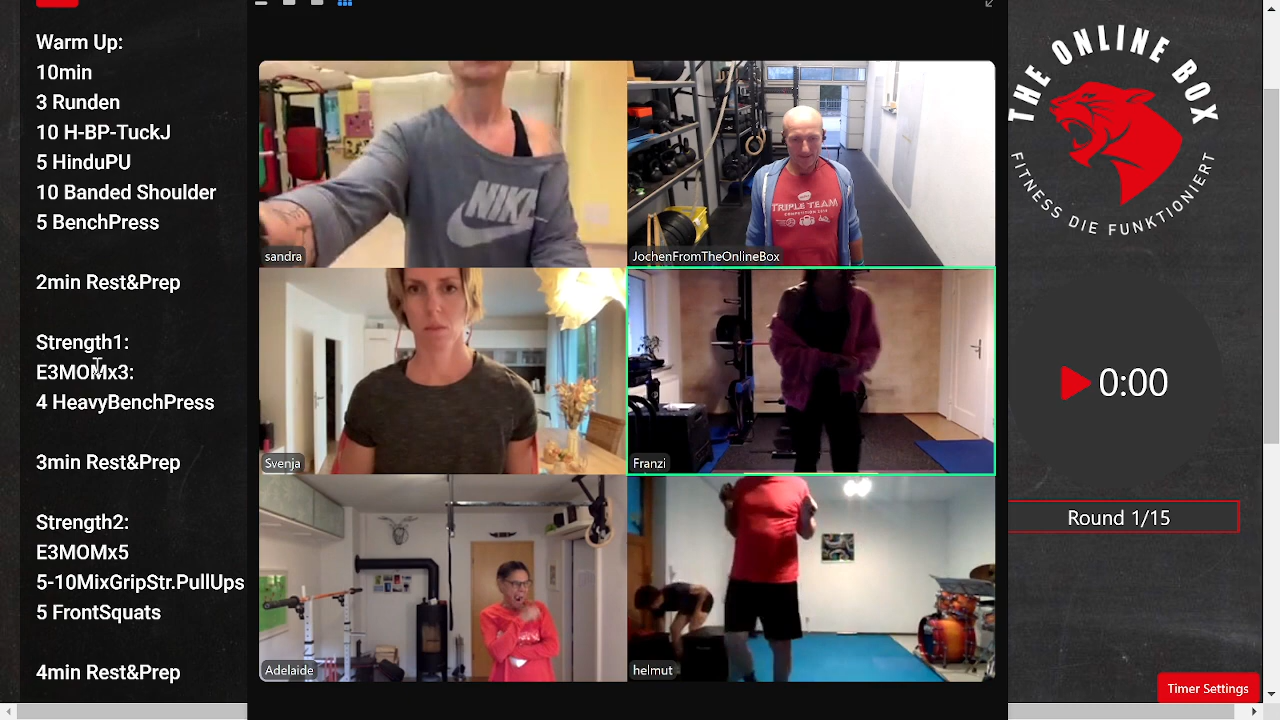 Warm Up:
10min
3 Runden
10 H-BP-TuckJ
5 HinduPU
10 Banded Shoulder
5 BenchPress
2min Rest&Prep
Strength1:
E3MOMx3:
4 HeavyBenchPress
3min Rest&Prep
Strength2:
E3MOMx5
5-10MixGripStr.PullUps
5 FrontSquats
4min Rest&Prep
NIKE
sandra
TRIPLE TEAM
JochenFromTheOnlineBox
Svenja
Franzi
Adelaide
helmut
THE ONLINE BOX
FITNESS DIE FUNKTIONIERT
0:00
Round 1/15
Timer Settings